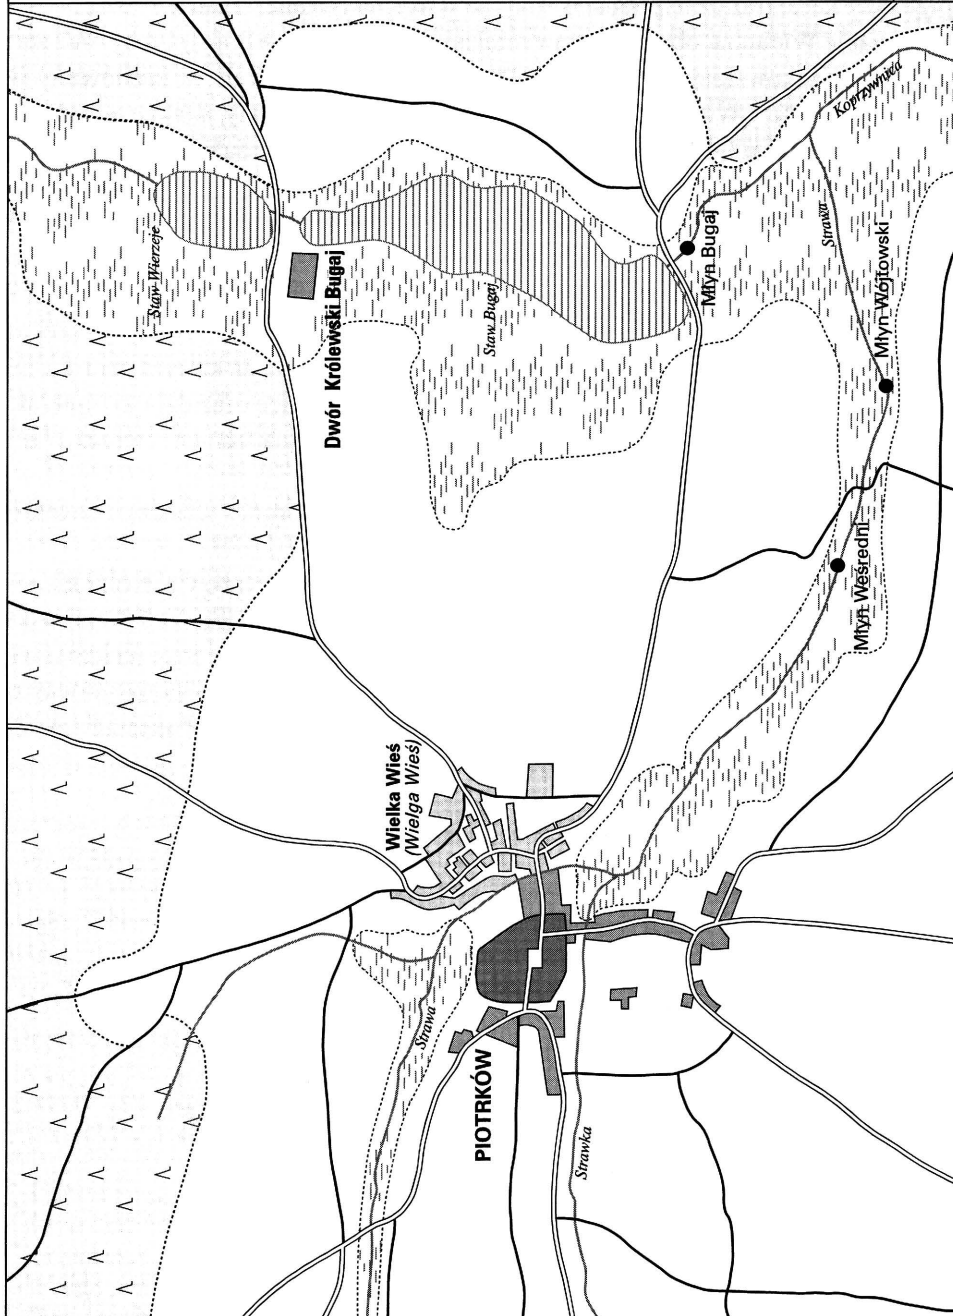 Koprzywnica
Strawa
Młyn Wójtowski
Młyn Bugaj
Staw Wierzeje
Staw Bugaj
Dwór Królewski Bugaj
Młyn Weśredni
Wielka Wieś
(Wielga Wieś)
Strawa
PIOTRKÓW
Strawka